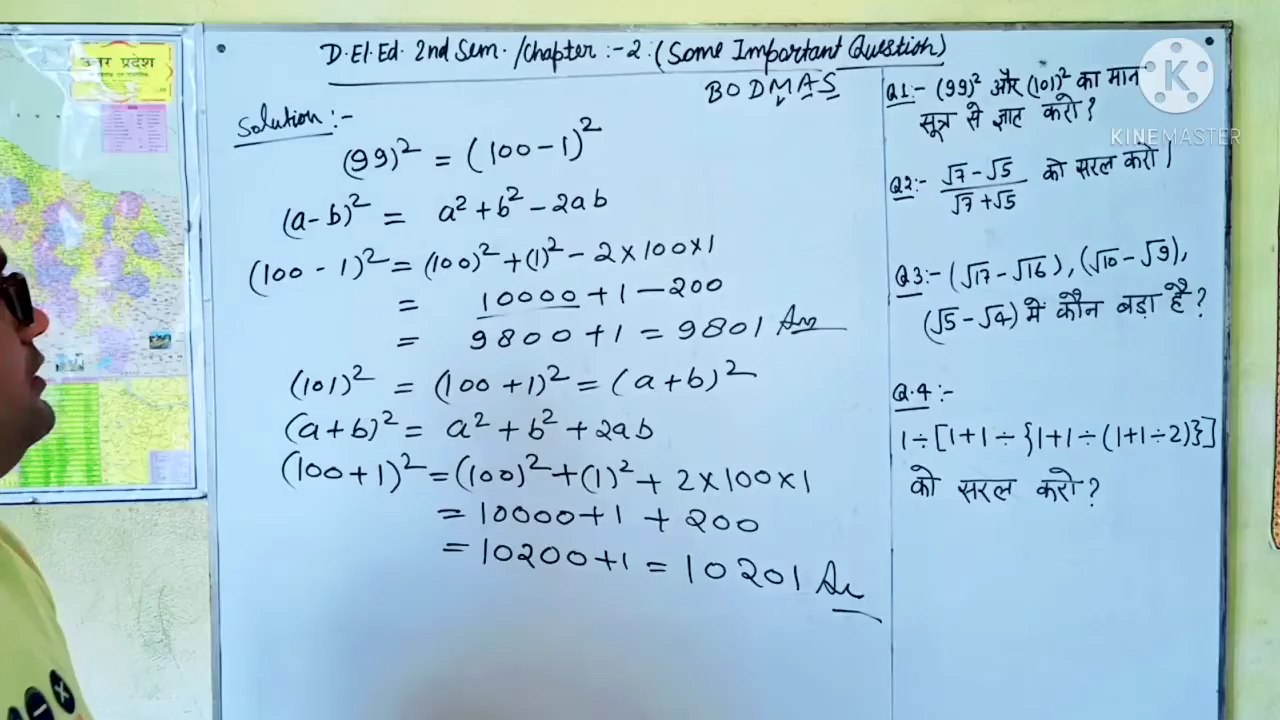 उत्तर प्रदेश
D.El.Ed. 2nd Sem. /Chapter :-2 :(Some Important Question)
BODMAS
Solution:-
(99)² = (100-1)²
(a-b)² = a²+b²-2ab
(100-1)² = (100)²+(1)²-2×100×1
= 10000+1-200
= 9800+1 = 9801 Ans
(101)² = (100+1)² = (a+b)²
(a+b)² = a²+b²+2ab
(100+1)² = (100)²+(1)²+2×100×1
= 10000+1+200
= 10200+1 = 10201 An
Q1:- (99)² और (101)² का मान
सूत्र से ज्ञात करो?
Q2:- √7-√5/√7+√5 को सरल करो।
Q3:- (√17-√16), (√10-√9),
(√5-√4) में कौन बड़ा है?
Q.4:-
1÷[1+1÷{1+1÷(1+1÷2)}]
को सरल करो?
KINEMASTER